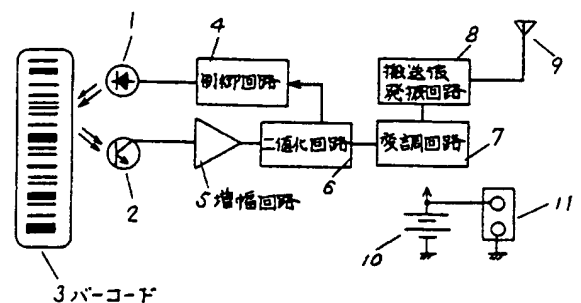 1
4
制御回路
8
搬送信
発振回路
9
二値化回路
変調回路
7
2
5 増幅回路
6
10
11
3 バーコード